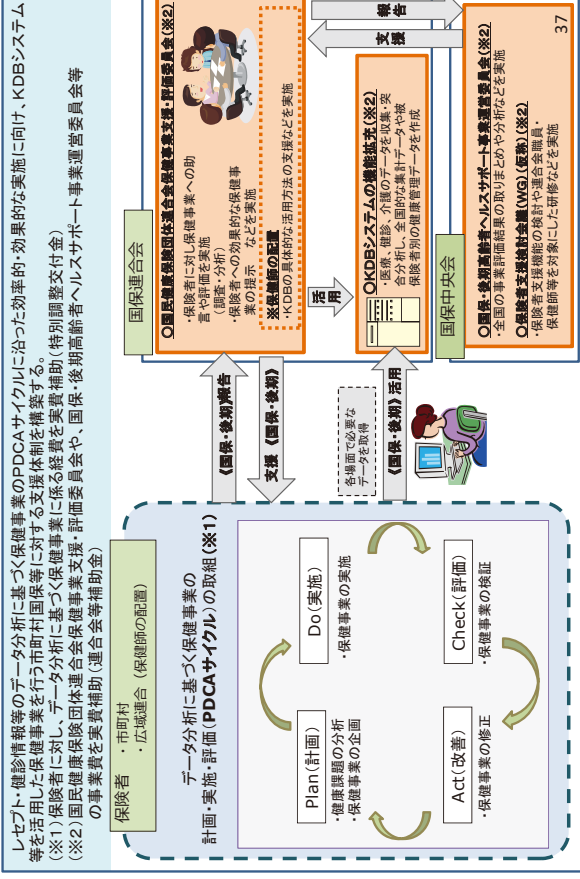 レセプト・健診情報等のデータ分析に基づく保健事業のPDCAサイクルに沿った効率的・効果的な実施に向け、KDBシステム
等を活用した保健事業を行う市町村国保等に対する支援体制を構築する。
(※1)保険者に対し、データ分析に基づく保健事業に係る経費を実費補助(特別調整交付金)
(※2)国民健康保険団体連合会保健事業支援・評価委員会や、国保・後期高齢者ヘルスサポート事業運営委員会等
の事業費を実費補助(連合会等補助金)
保険者 ・市町村
・広域連合(保健師の配置)
データ分析に基づく保健事業の
計画・実施・評価(PDCAサイクル)の取組(※1)
Plan(計画)
・健康課題の分析
・保健事業の企画
Do(実施)
・保健事業の実施
Check(評価)
・保健事業の検証
Act(改善)
・保健事業の修正
《国保・後期》報告
支援《国保・後期》
各場面で必要な
データを取得
《国保・後期》活用
国保連合会
○国民健康保険団体連合会保健事業支援・評価委員会(※2)
・保険者に対し保健事業への助
言や評価を実施
(調査・分析)
・保険者への効果的な保健事
業の提示 などを実施
※保健師の配置
・KDBの具体的な活用方法の支援などを実施
活用
○KDBシステムの機能拡充(※2)
・医療、健診、介護のデータを収集・突
合分析し、全国的な集計データや被
保険者別の健康管理データを作成
報告
支援
国保中央会
○国保・後期高齢者ヘルスサポート事業運営委員会(※2)
・全国の事業評価結果の取りまとめや分析などを実施
○保険者支援検討会議(WG)(仮称)(※2)
・保険者支援機能の検討や連合会職員・
保健師等を対象にした研修などを実施
37